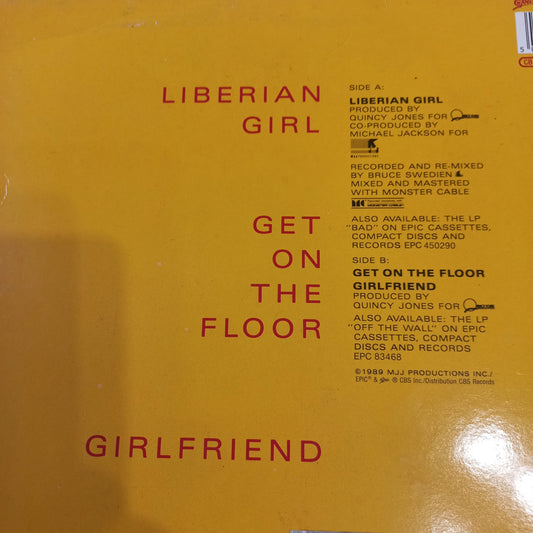 LIBERIAN
GIRL
GET
ON
THE
FLOOR
GIRLFRIEND
SIDE A:
LIBERIAN GIRL
PRODUCED BY
QUINCY JONES FOR
CO-PRODUCED BY
MICHAEL JACKSON FOR
RECORDED AND RE-MIXED
BY BRUCE SWEDIEN
MIXED AND MASTERED
WITH MONSTER CABLE
MONSTER CABLE
ALSO AVAILABLE: THE LP
"BAD" ON EPIC CASSETTES,
COMPACT DISCS AND
RECORDS EPC 450290
SIDE B:
GET ON THE FLOOR
GIRLFRIEND
PRODUCED BY
QUINCY JONES FOR
ALSO AVAILABLE: THE LP
"OFF THE WALL" ON EPIC
CASSETTES, COMPACT
DISCS AND RECORDS
EPC 83468
©1989 MJJ PRODUCTIONS INC./
EPIC® & ® CBS Inc./Distribution CBS Records
5
CB